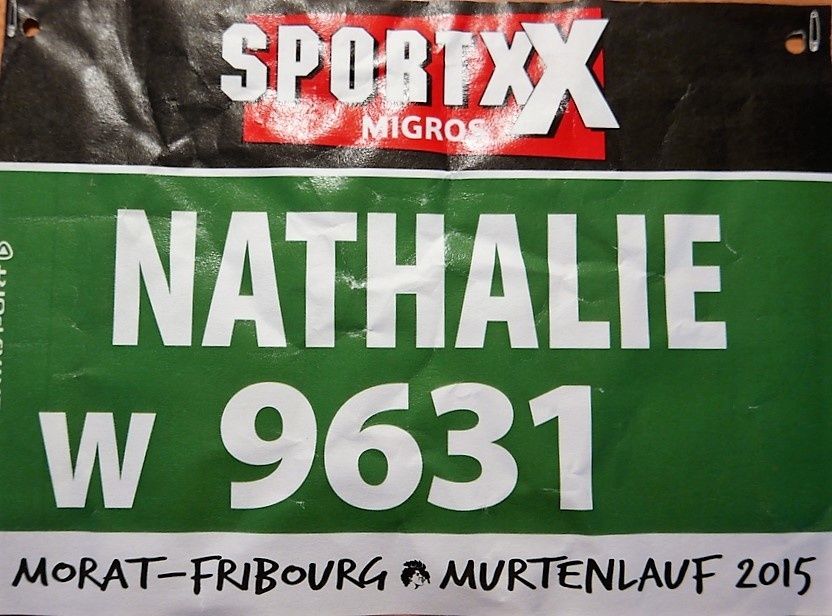 SPORTXX
MIGROS
NATHALIE
W 9631
MORAT-FRIBOURG MURTENLAUF 2015